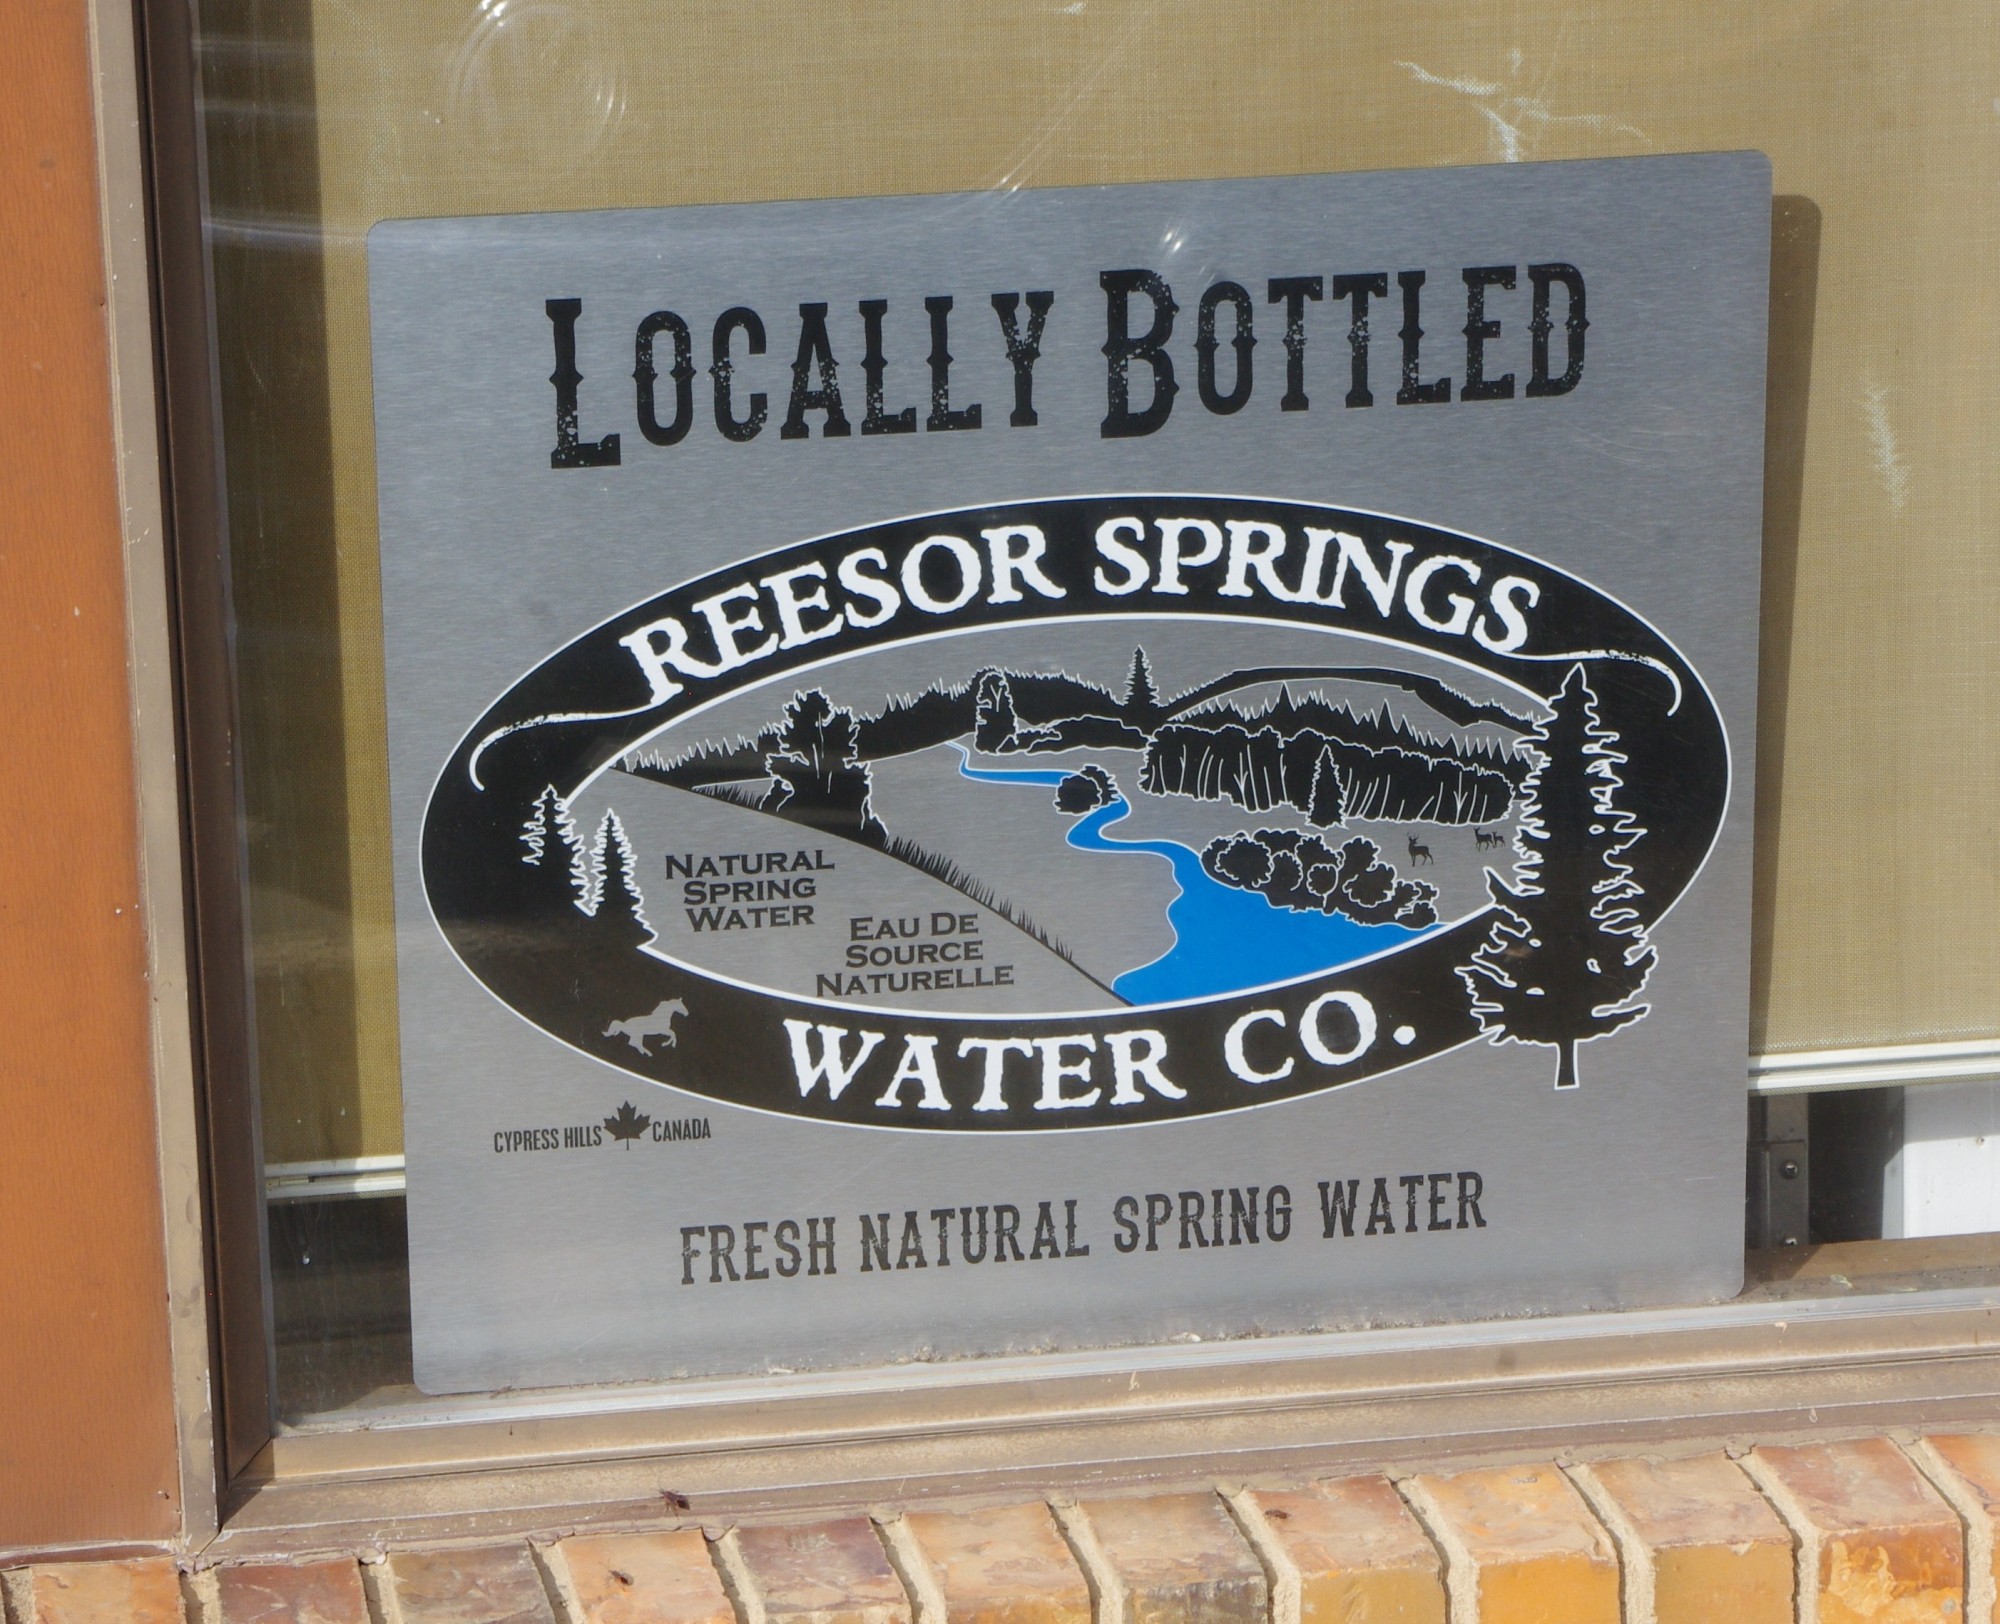 LOCALLY BOTTLED
REESOR SPRINGS
NATURAL
SPRING
WATER
EAU DE
SOURCE
NATURELLE
WATER CO.
CYPRESS HILLS CANADA
FRESH NATURAL SPRING WATER